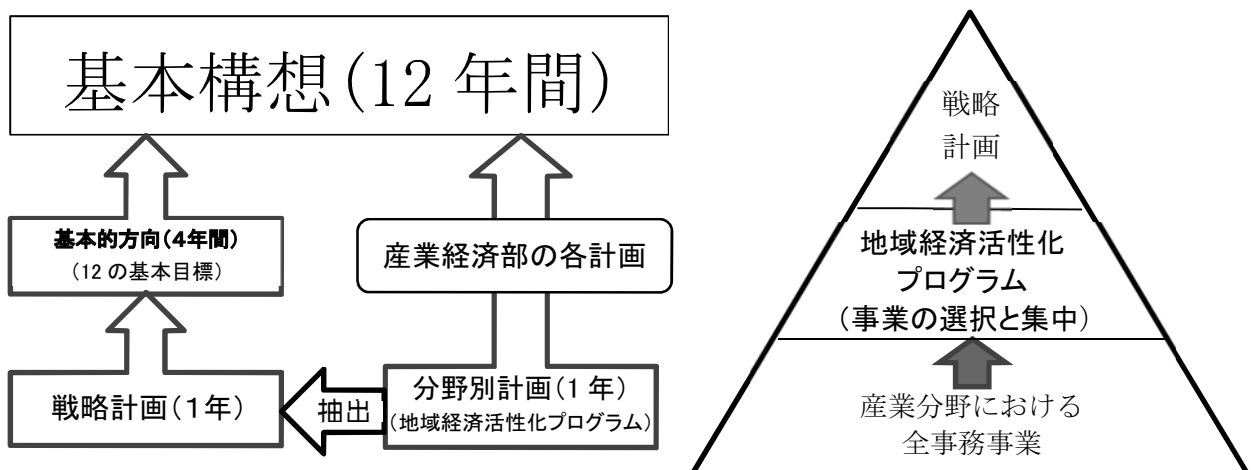 基本構想(12 年間)
基本的方向(4年間)
(12 の基本目標)
産業経済部の各計画
戦略計画(1年)
抽出
分野別計画(1 年)
(地域経済活性化プログラム)
戦略
計画
地域経済活性化
プログラム
(事業の選択と集中)
産業分野における
全事務事業